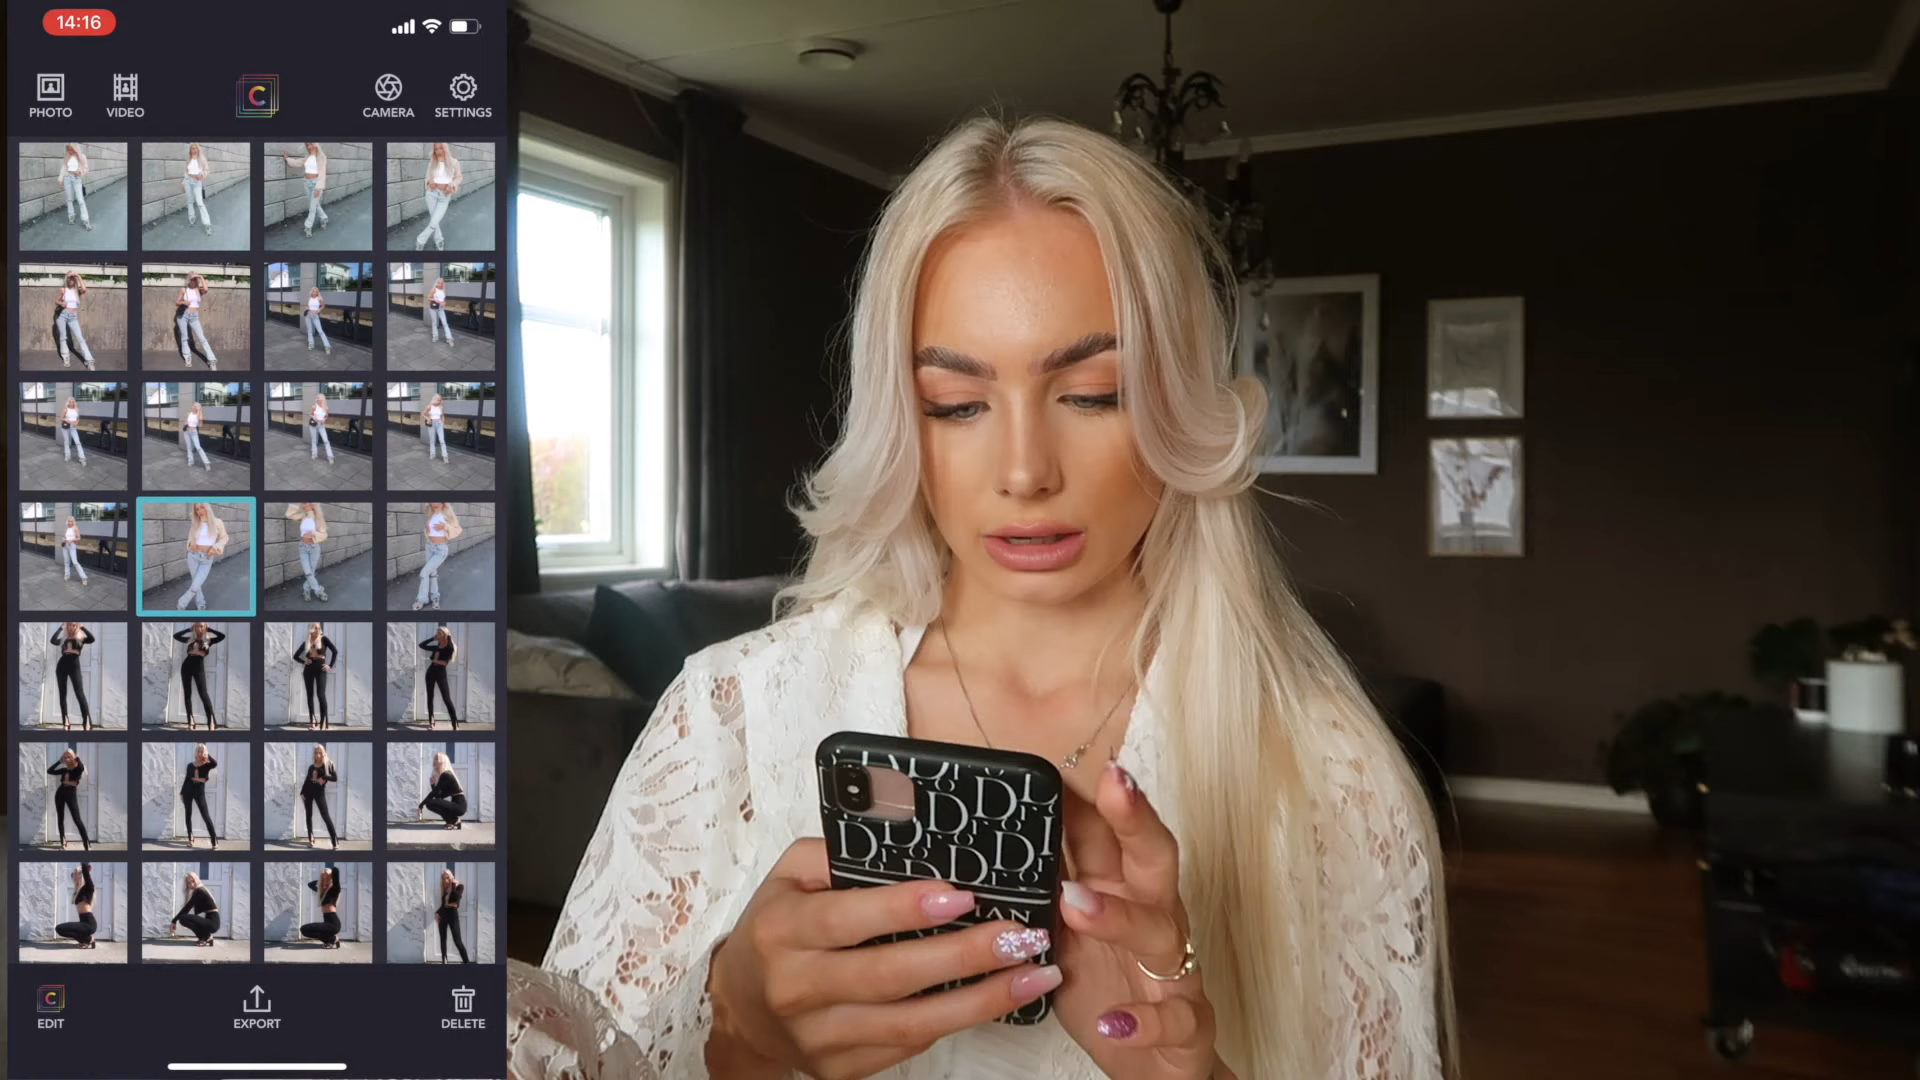 14:16
PHOTO
VIDEO
C
CAMERA
SETTINGS
C
EDIT
EXPORT
DELETE